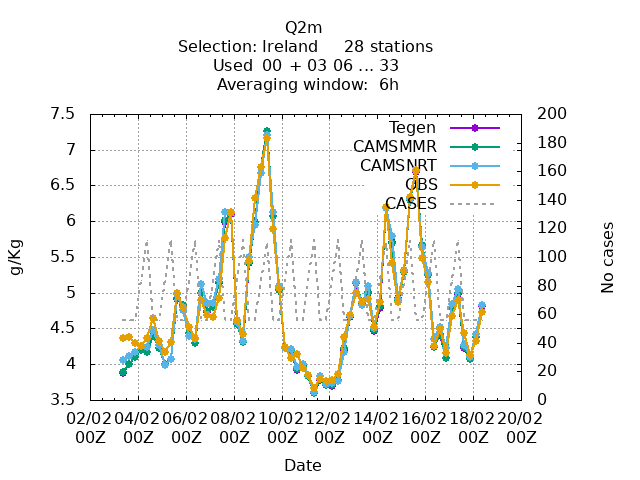 Q2m
Selection: Ireland 28 stations
Used 00 + 03 06 ... 33
Averaging window: 6h
7.5
7
6.5
6
5.5
5
4.5
4
3.5
g/Kg
200
180
160
140
120
100
80
60
40
20
0
No cases
Tegen
CAMSMMR
CAMSNRT
OBS
CASES
02/02 04/02 06/02 08/02 10/02 12/02 14/02 16/02 18/02 20/02
00Z 00Z 00Z 00Z 00Z 00Z 00Z 00Z 00Z 00Z
Date